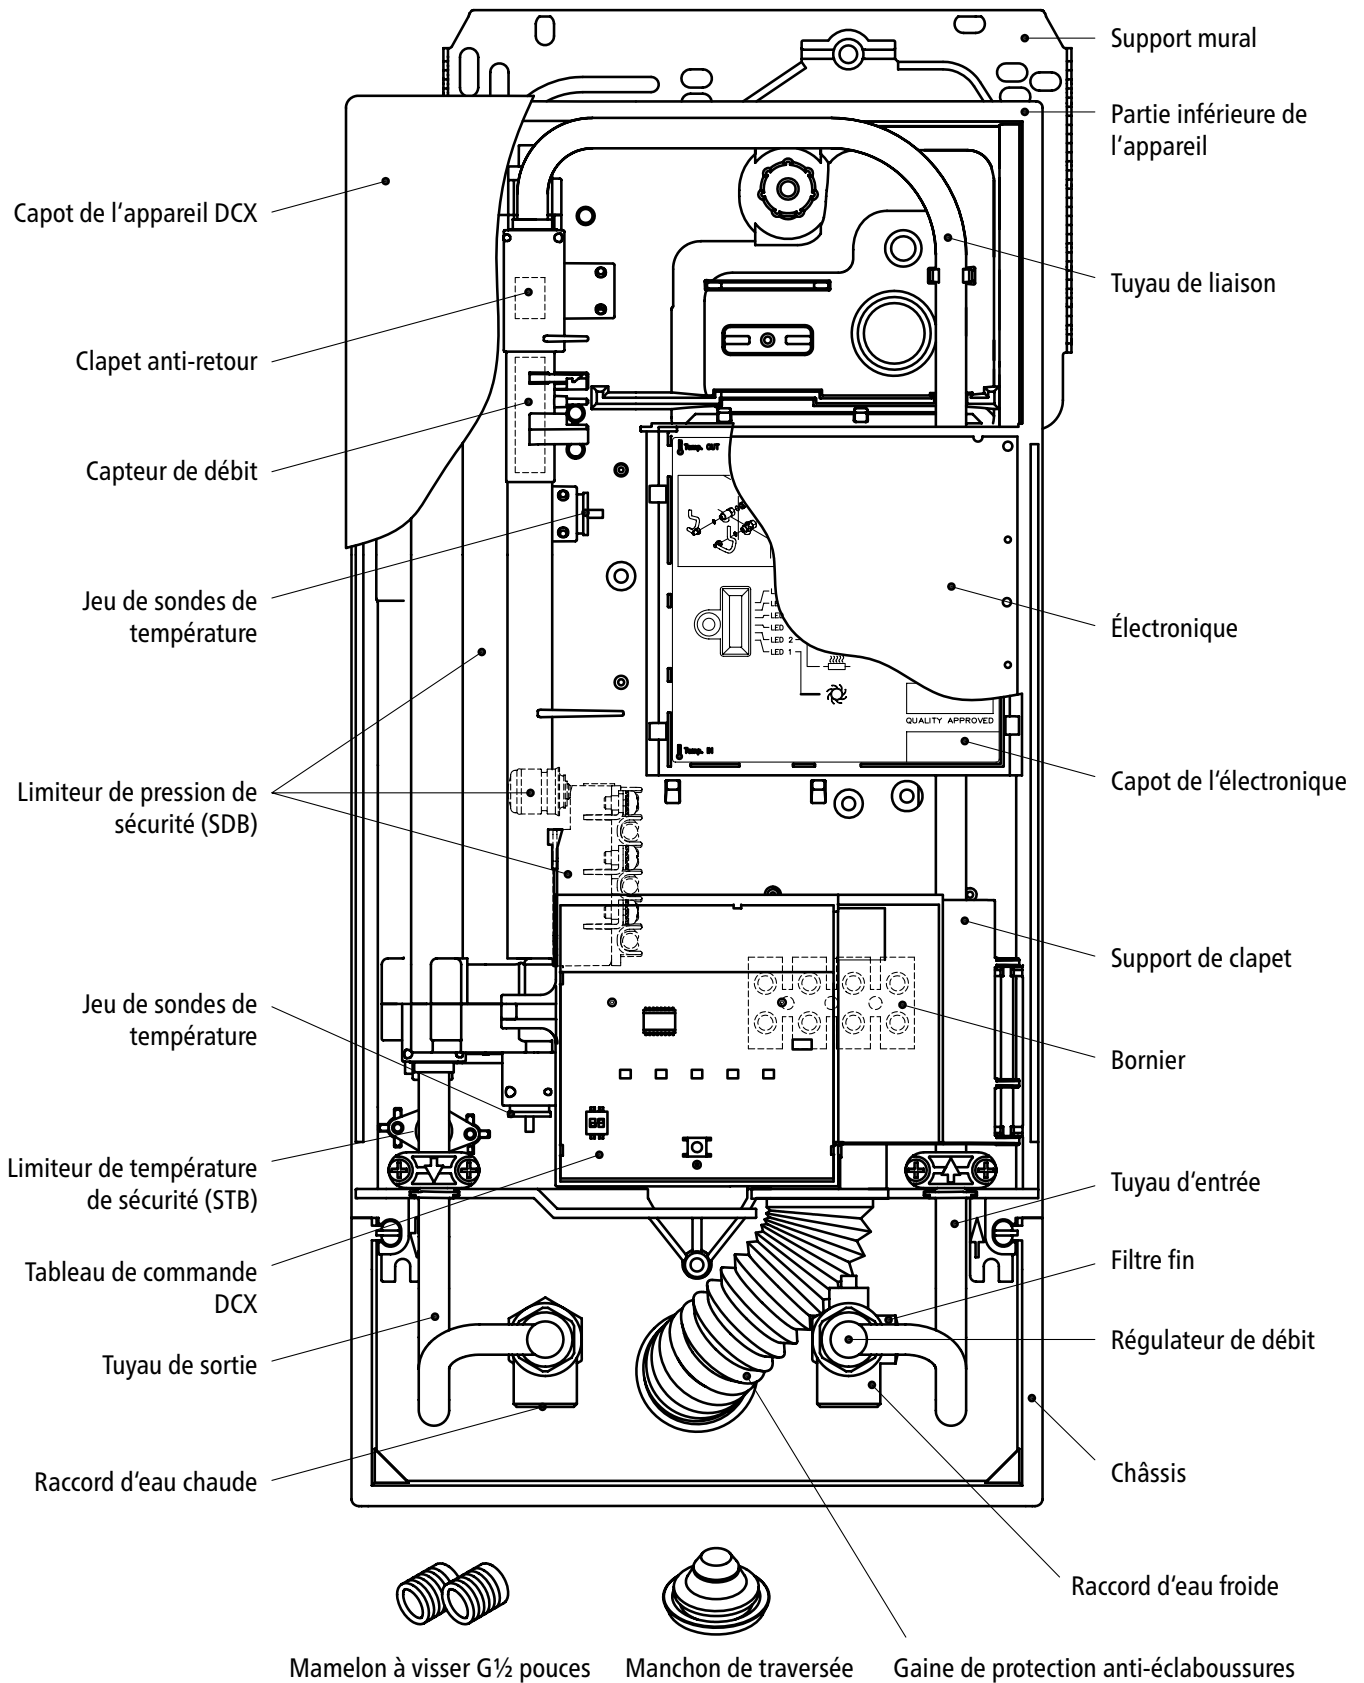 Support mural
Partie inférieure de
l‘appareil
Capot de l‘appareil DCX
Tuyau de liaison
Clapet anti-retour
Capteur de débit
Temp. OUT
Jeu de sondes de
température
Électronique
LED
LED 2
LED 1
QUALITY APPROVED
Temp. IN
Capot de l‘électronique
Limiteur de pression de
sécurité (SDB)
Support de clapet
Jeu de sondes de
température
Bornier
Limiteur de température
de sécurité (STB)
Tuyau d‘entrée
Filtre fin
Tableau de commande
DCX
Régulateur de débit
Tuyau de sortie
Châssis
Raccord d‘eau chaude
Raccord d‘eau froide
Mamelon à visser G½ pouces
Manchon de traversée
Gaine de protection anti-éclaboussures